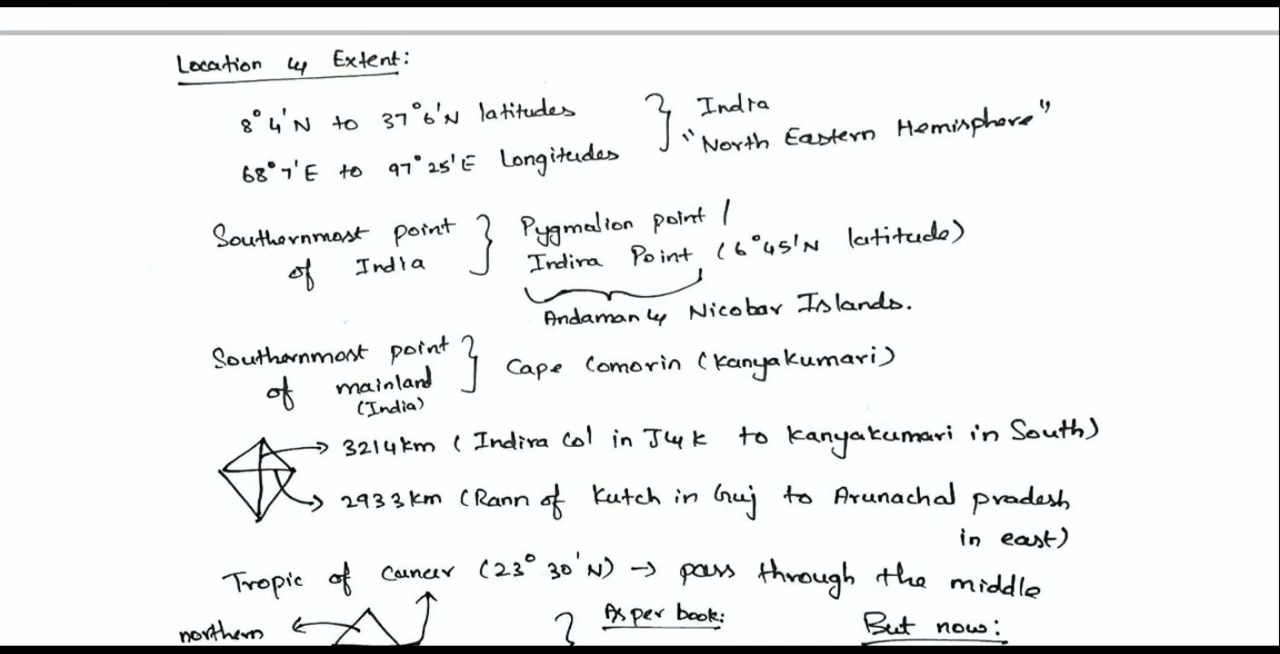 Location & Extent:
8°4'N to 37°6'N latitudes } India
68°7'E to 97°25'E Longitudes "North Eastern Hemisphere"
Southernmost point } Pygmalion point /
of India Indira Point (6°45'N latitude)
Andaman & Nicobar Islands.
Southernmost point } Cape Comorin (Kanyakumari)
of mainland
(India)
→ 3214km (Indira Col in J&K to Kanyakumari in South)
→ 2933km (Rann of Kutch in Guj to Arunachal pradesh
in east)
Tropic of Cancer (23° 30'N) → pass through the middle
northern ← } As per book: But now: